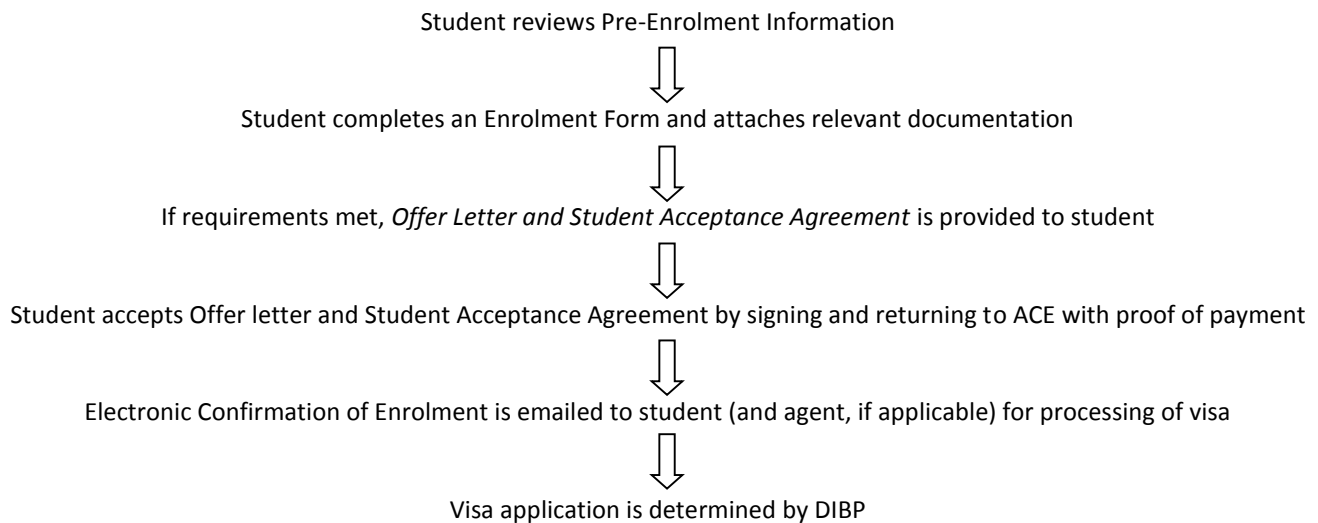 Student reviews Pre-Enrolment Information
Student completes an Enrolment Form and attaches relevant documentation
If requirements met, Offer Letter and Student Acceptance Agreement is provided to student
Student accepts Offer letter and Student Acceptance Agreement by signing and returning to ACE with proof of payment
Electronic Confirmation of Enrolment is emailed to student (and agent, if applicable) for processing of visa
Visa application is determined by DIBP